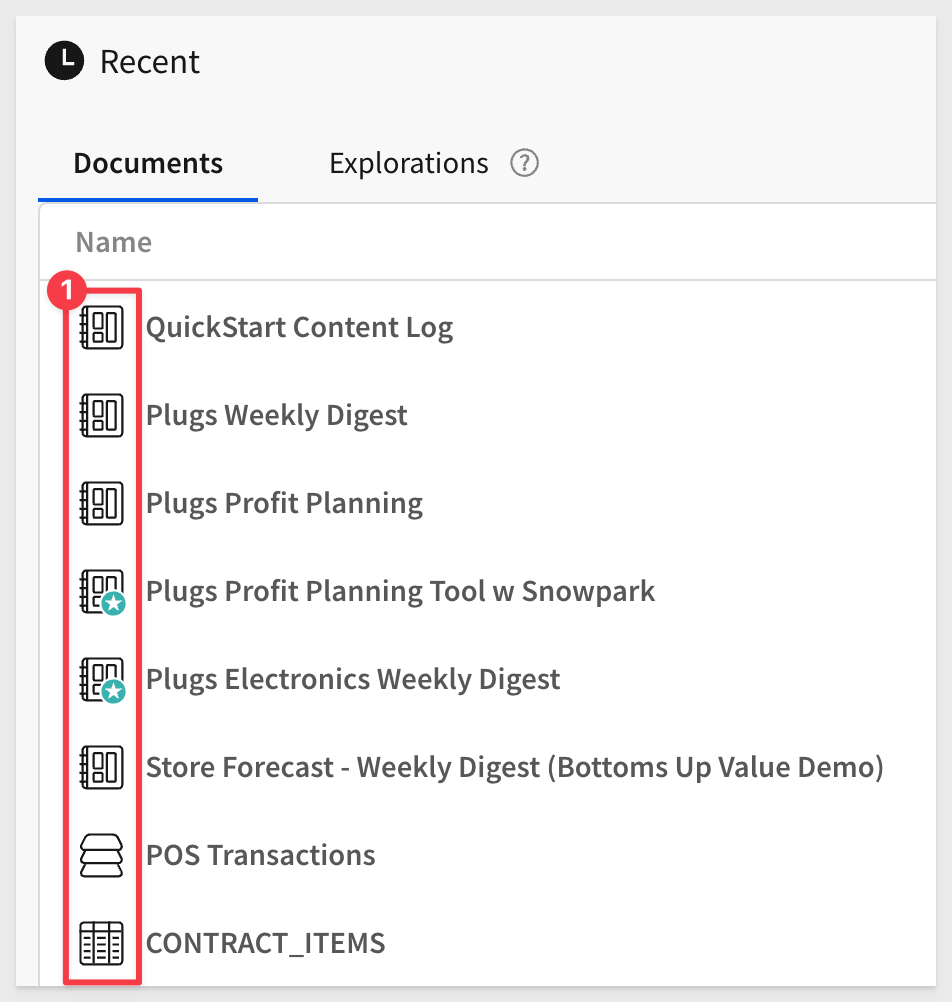 Recent
Documents Explorations ?
Name
1
QuickStart Content Log
Plugs Weekly Digest
Plugs Profit Planning
Plugs Profit Planning Tool w Snowpark
Plugs Electronics Weekly Digest
Store Forecast - Weekly Digest (Bottoms Up Value Demo)
POS Transactions
CONTRACT_ITEMS